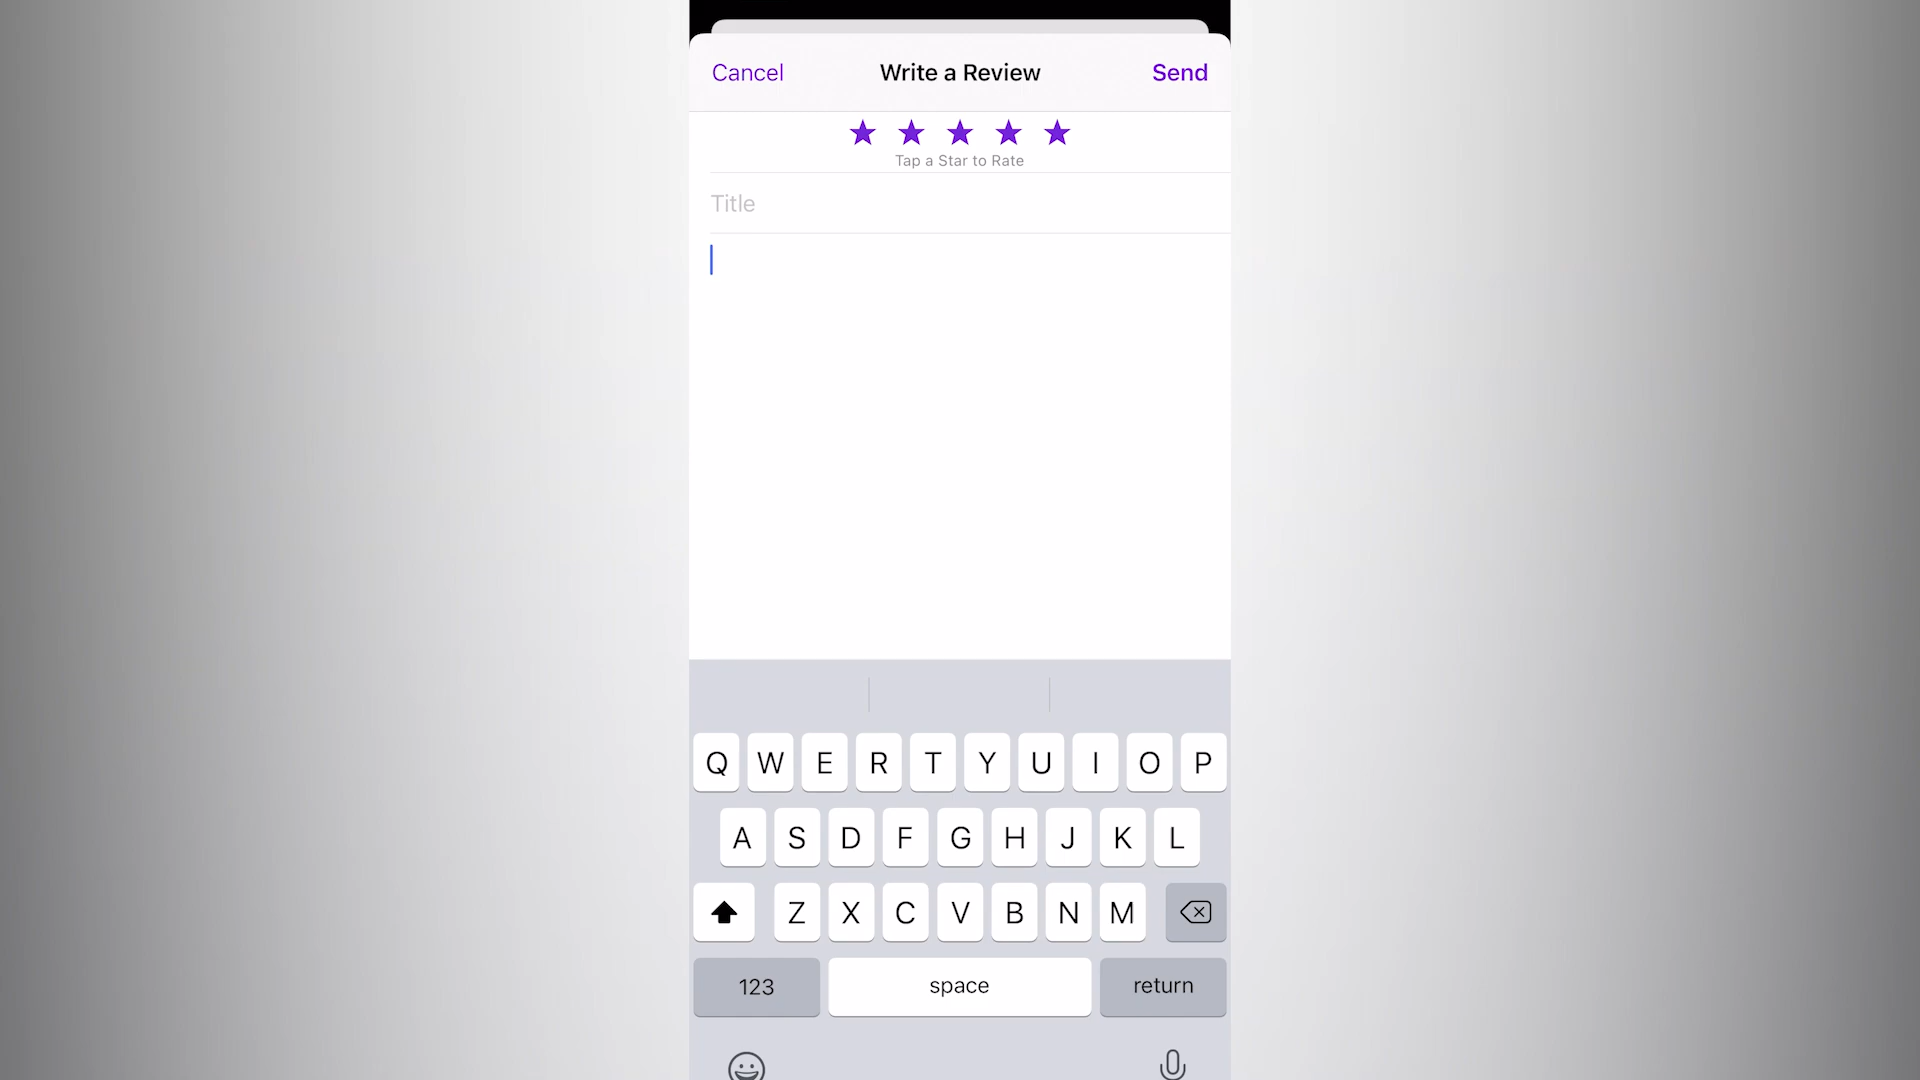 Cancel Write a Review Send
Tap a Star to Rate
Title
Q W E R T Y U I O P
A S D F G H J K L
Z X C V B N M
123 space return